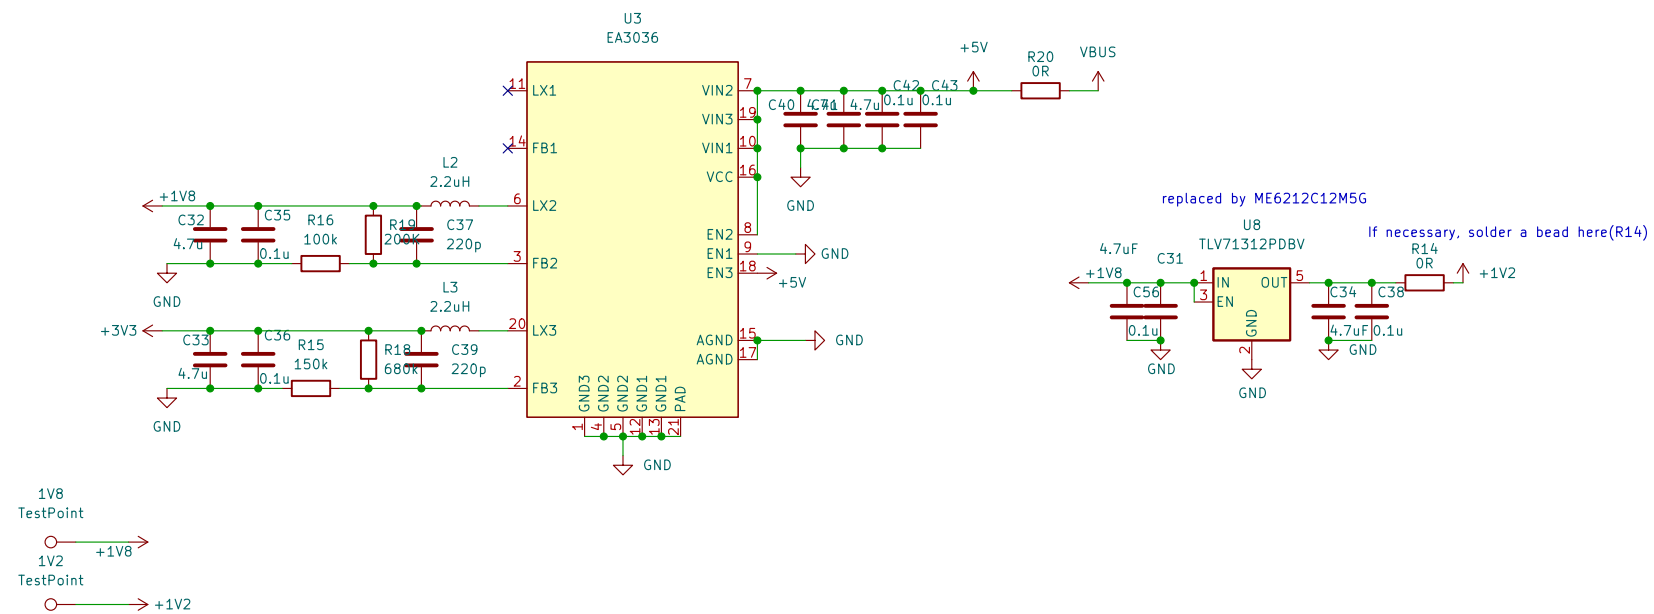 U3
EA3036
11
LX1
14
FB1
6
LX2
3
FB2
20
LX3
2
FB3
7
VIN2
19
VIN3
10
VIN1
16
VCC
8
EN2
9
EN1
18
EN3
15
AGND
17
AGND
GND3
GND2
GND2
GND1
GND1
PAD
1
4
5
12
13
21
GND
L2
2.2uH
+1V8
C32
4.7u
C35
0.1u
R16
100k
R19
200K
C37
220p
GND
L3
2.2uH
+3V3
C33
4.7u
C36
0.1u
R15
150k
R18
680k
C39
220p
GND
C40
4.7u
C41
4.7u
C42
0.1u
C43
0.1u
+5V
R20
0R
VBUS
GND
GND
+5V
GND
replaced by ME6212C12M5G
U8
TLV71312PDBV
If necessary, solder a bead here(R14)
R14
0R
4.7uF
C31
+1V8
C56
0.1u
GND
1
IN
3
EN
OUT
5
GND
2
GND
C34
4.7uF
C38
0.1u
GND
+1V2
1V8
TestPoint
+1V8
1V2
TestPoint
+1V2